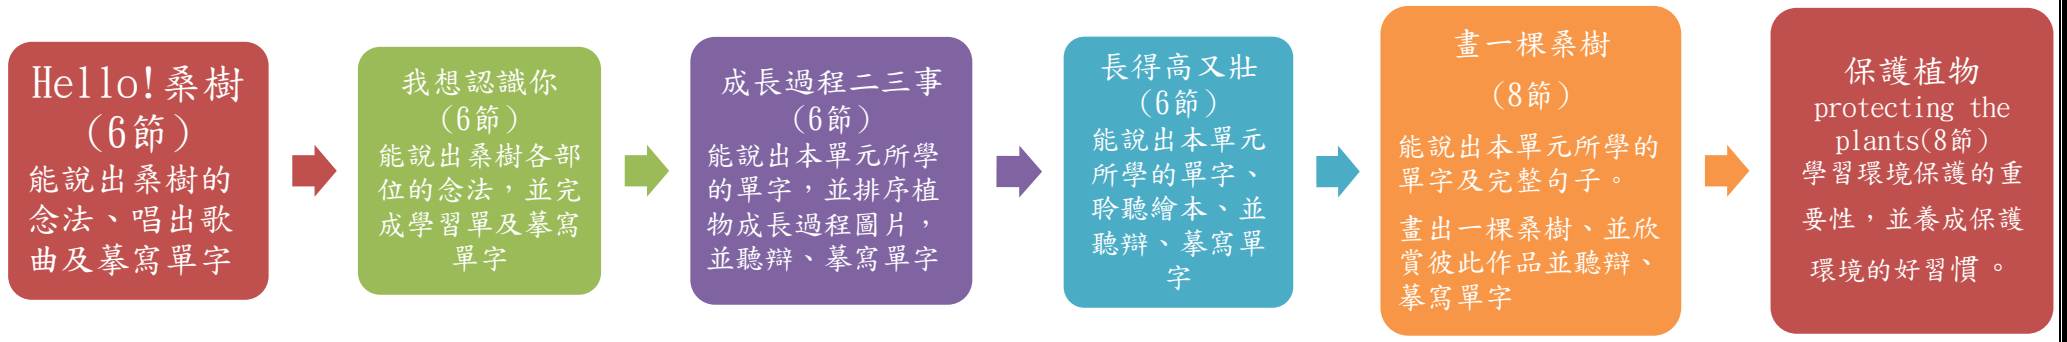 Hello!桑樹
(6節)
能說出桑樹的
念法、唱出歌
曲及摹寫單字
我想認識你
(6節)
能說出桑樹各部
位的念法，並完
成學習單及摹寫
單字
成長過程二三事
(6節)
能說出本單元所學
的單字，並排序植
物成長過程圖片，
並聽辯、摹寫單字
長得高又壯
(6節)
能說出本單元
所學的單字、
聆聽繪本、並
聽辯、摹寫單
字
畫一棵桑樹
(8節)
能說出本單元所學的
單字及完整句子。
畫出一棵桑樹、並欣
賞彼此作品並聽辯、
摹寫單字
保護植物
protecting the
plants(8節)
學習環境保護的重
要性，並養成保護
環境的好習慣。